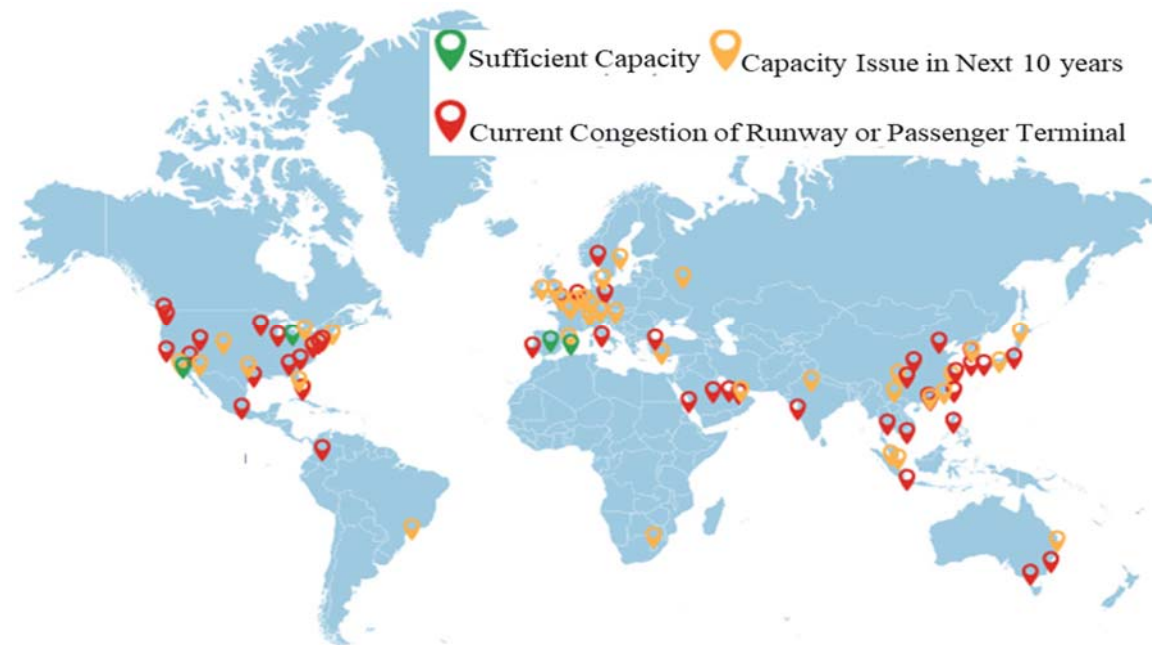 Sufficient Capacity Capacity Issue in Next 10 years
Current Congestion of Runway or Passenger Terminal